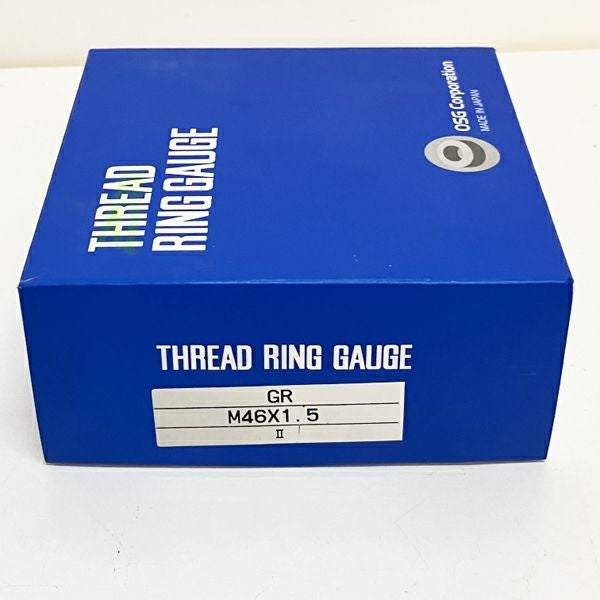 THREAD
RING GAUGE
OSG Corporation
MADE IN JAPAN
THREAD RING GAUGE
GR
M46X1.5
II